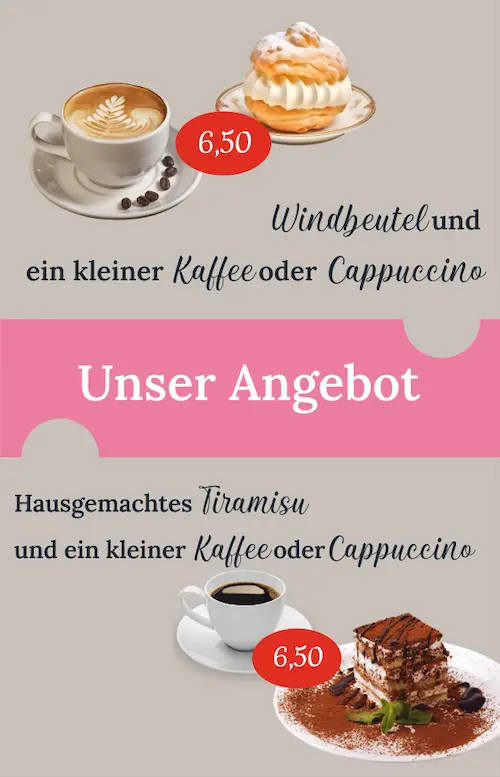 6,50
Windbeutel und
ein kleiner Kaffee oder Cappuccino
Unser Angebot
Hausgemachtes Tiramisu
und ein kleiner Kaffee oder Cappuccino
6,50